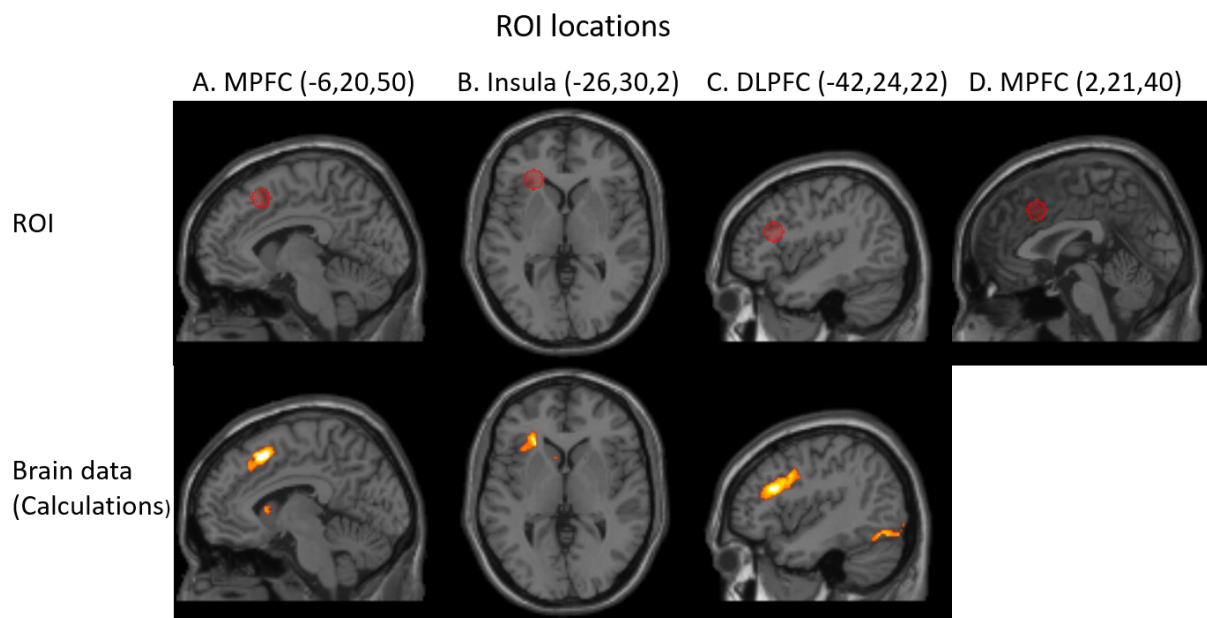 ROI locations
A. MPFC (-6,20,50) B. Insula (-26,30,2) C. DLPFC (-42,24,22) D. MPFC (2,21,40)
ROI
Brain data
(Calculations)